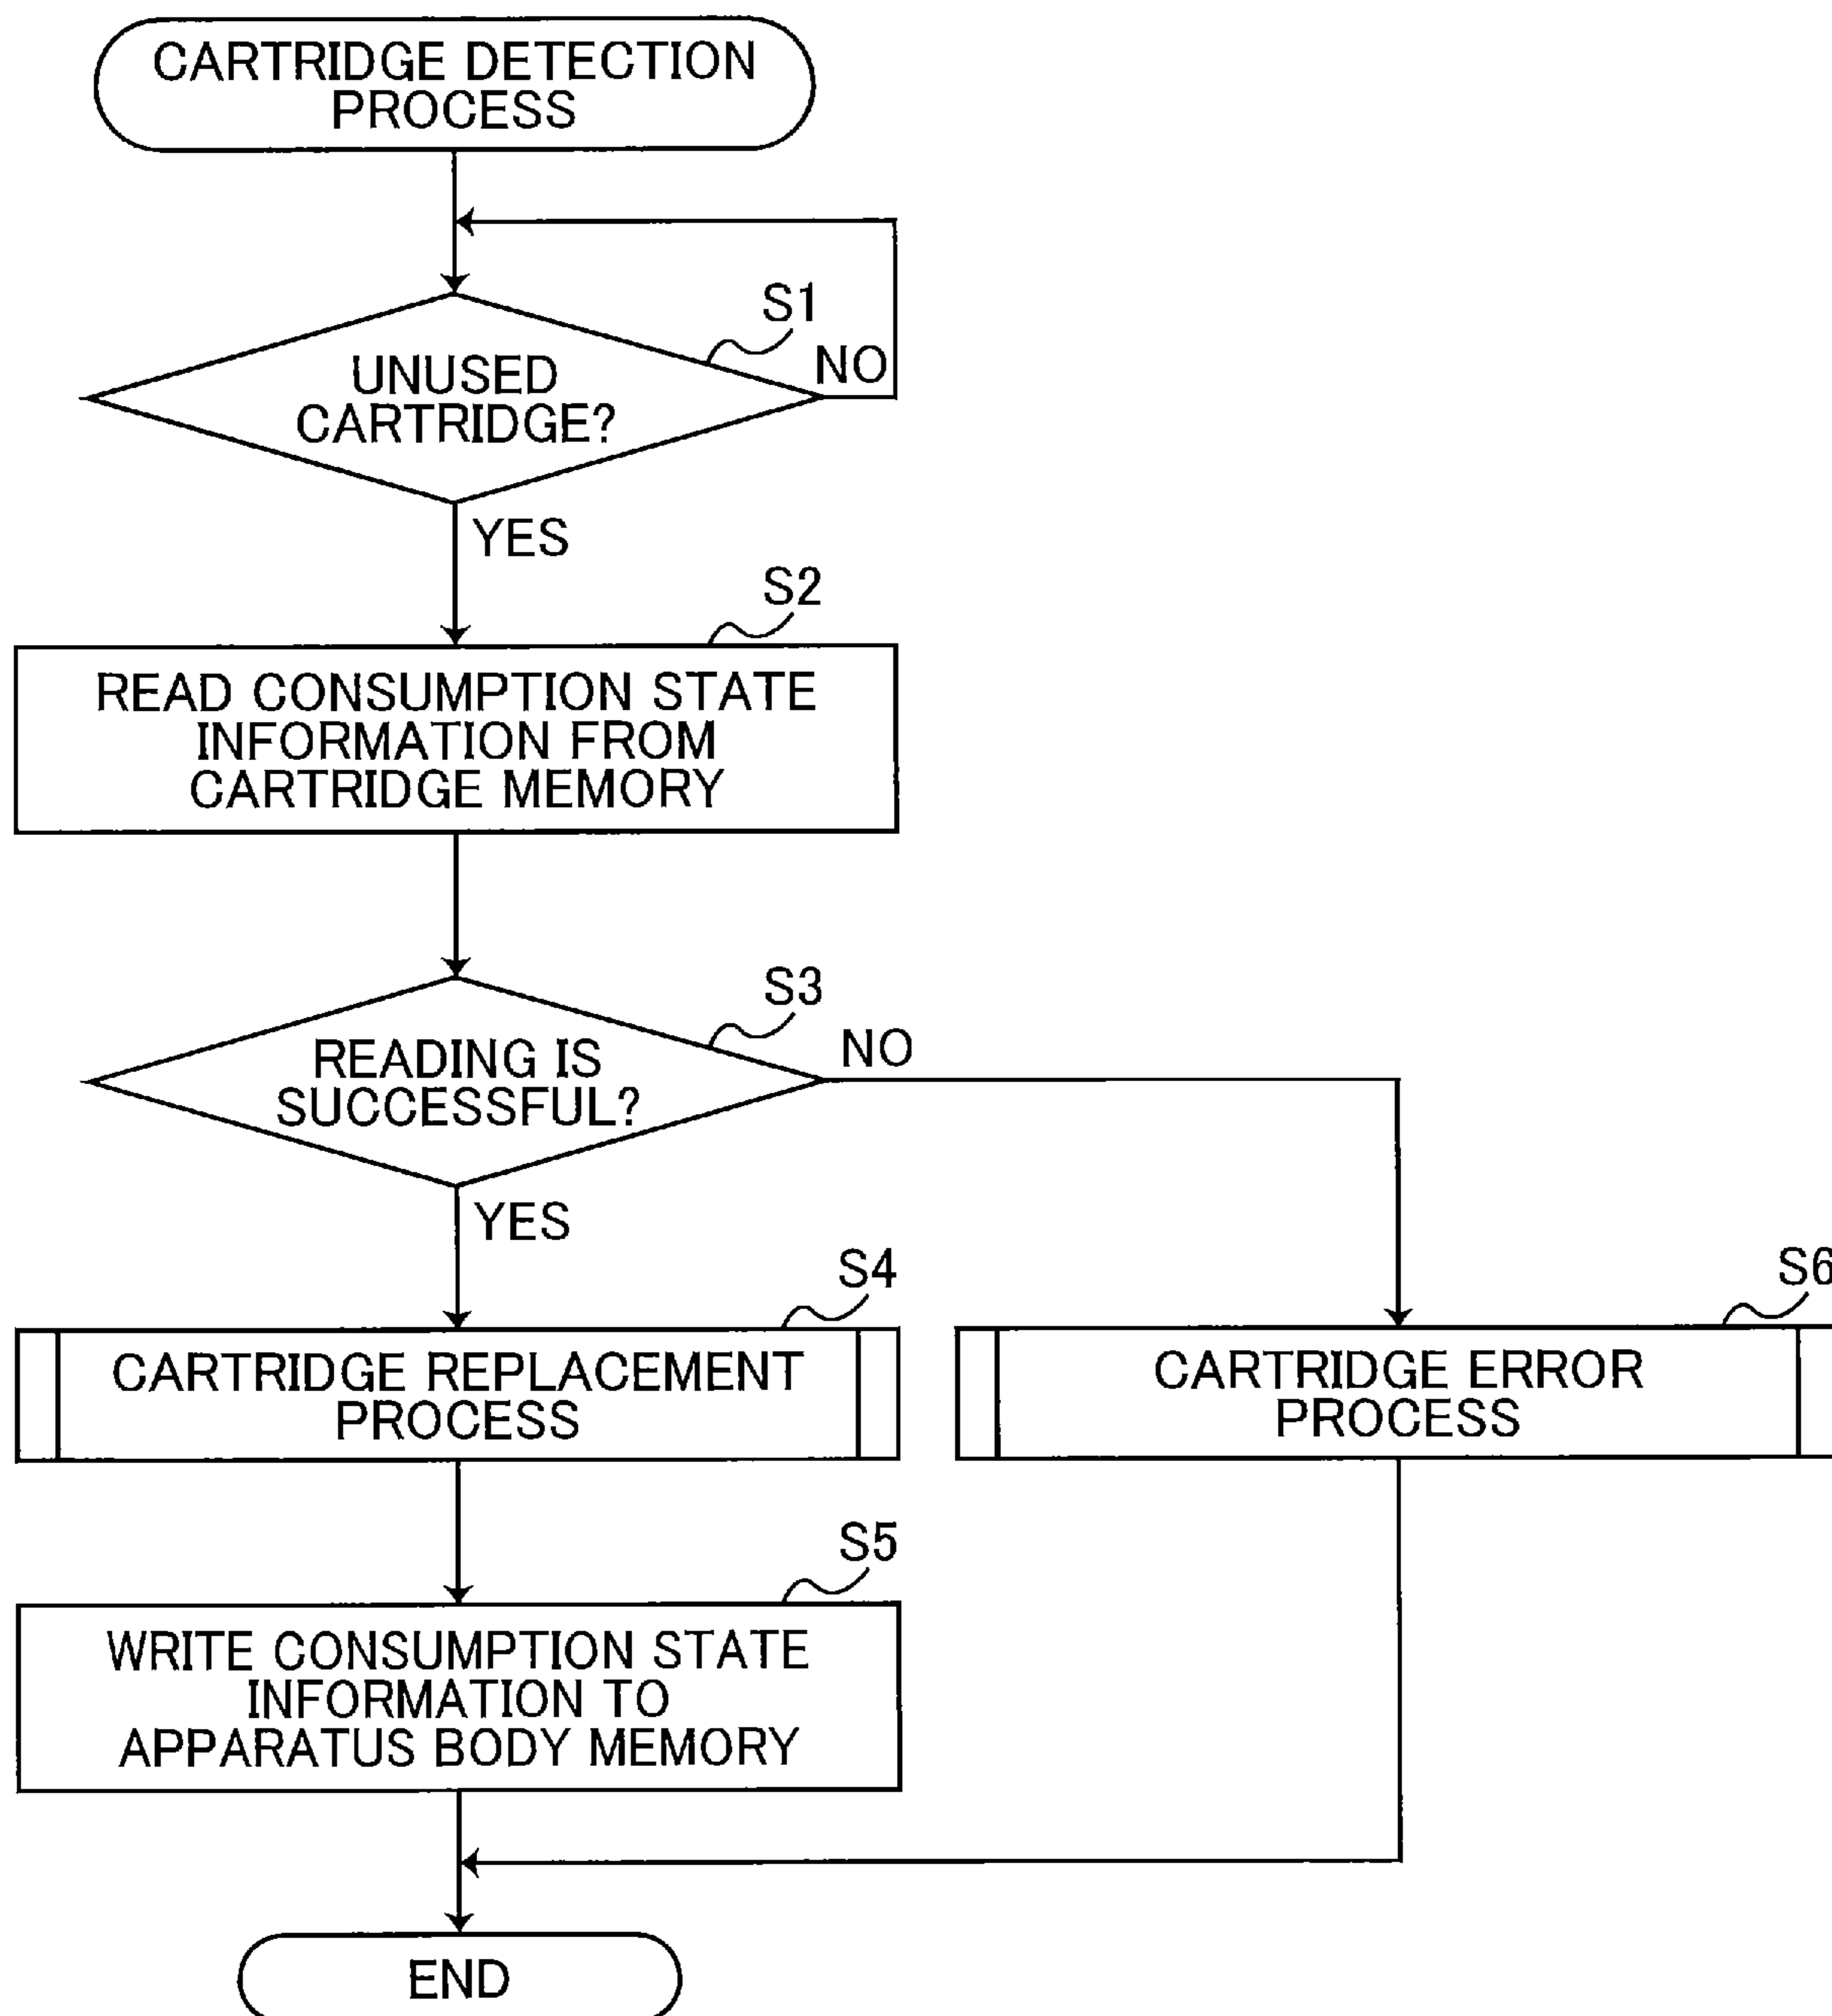 CARTRIDGE DETECTION
PROCESS
S1
UNUSED
CARTRIDGE?
NO
YES
S2
READ CONSUMPTION STATE
INFORMATION FROM
CARTRIDGE MEMORY
S3
READING IS
SUCCESSFUL?
NO
YES
S4
CARTRIDGE REPLACEMENT
PROCESS
S6
CARTRIDGE ERROR
PROCESS
S5
WRITE CONSUMPTION STATE
INFORMATION TO
APPARATUS BODY MEMORY
END